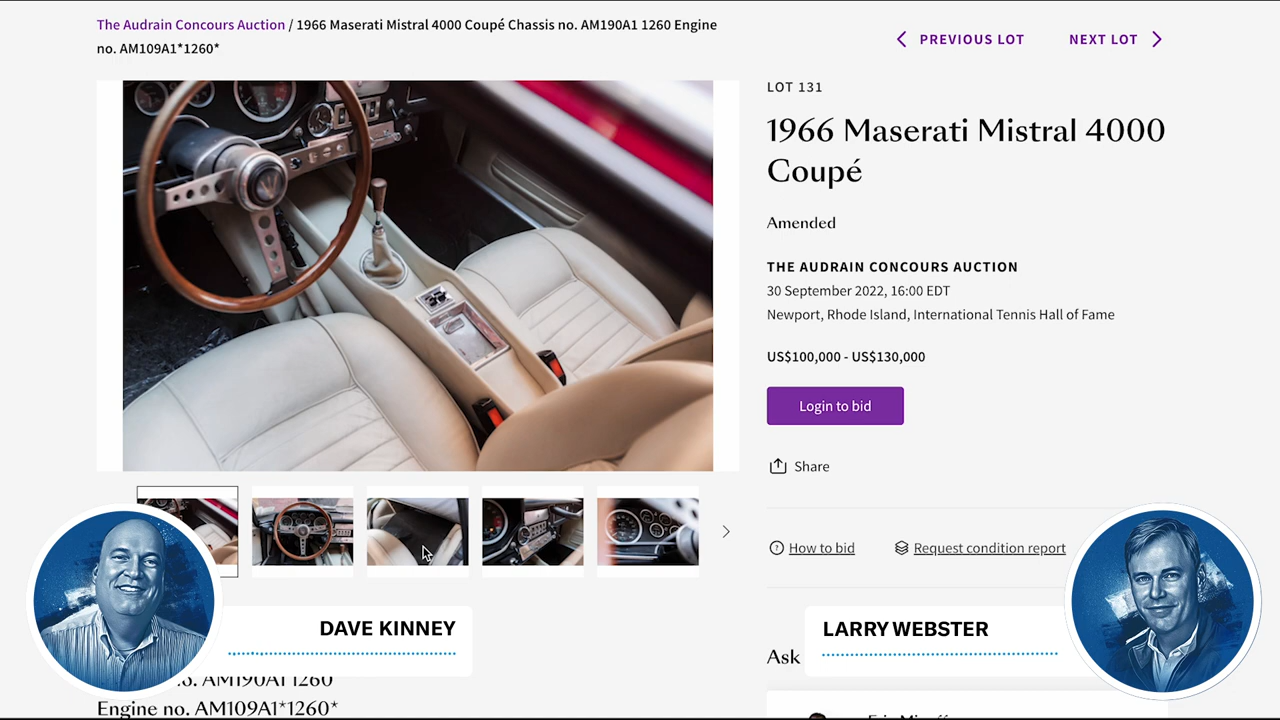 The Audrain Concours Auction / 1966 Maserati Mistral 4000 Coupé Chassis no. AM190A1 1260 Engine
no. AM109A1*1260*
PREVIOUS LOT
NEXT LOT
LOT 131
1966 Maserati Mistral 4000
Coupé
Amended
THE AUDRAIN CONCOURS AUCTION
30 September 2022, 16:00 EDT
Newport, Rhode Island, International Tennis Hall of Fame
US$100,000 - US$130,000
Login to bid
Share
How to bid
Request condition report
DAVE KINNEY
LARRY WEBSTER
Ask
no. AM190A1 1260
Engine no. AM109A1*1260*